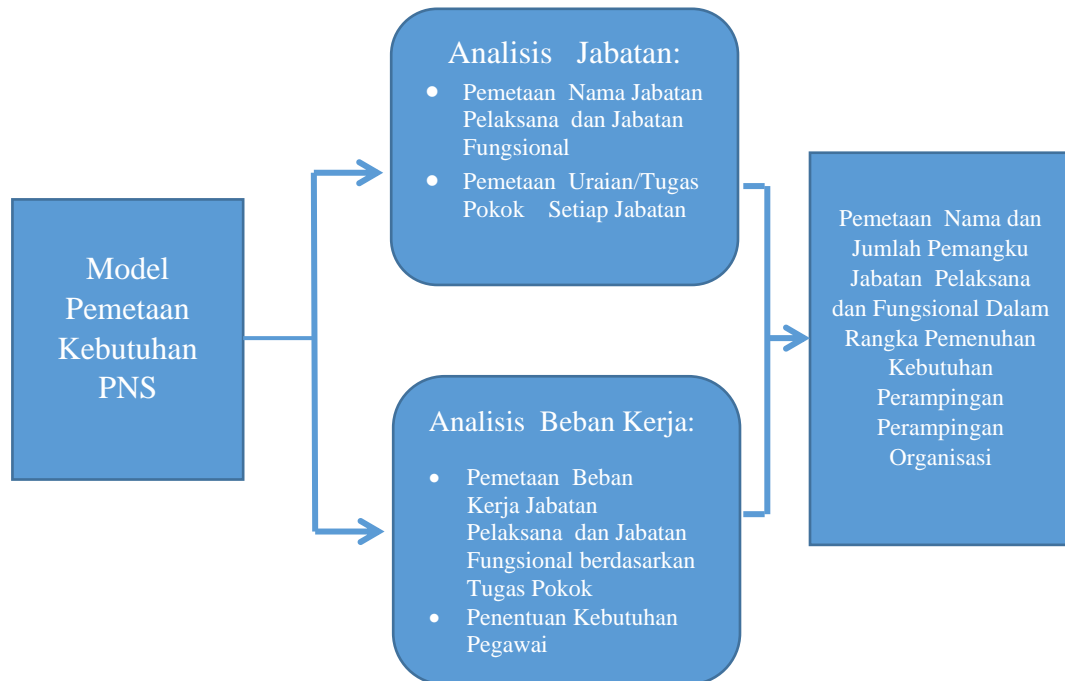 Model
Pemetaan
Kebutuhan
PNS
Analisis Jabatan:
• Pemetaan Nama Jabatan
Pelaksana dan Jabatan
Fungsional
• Pemetaan Uraian/Tugas
Pokok Setiap Jabatan
Analisis Beban Kerja:
• Pemetaan Beban
Kerja Jabatan
Pelaksana dan Jabatan
Fungsional berdasarkan
Tugas Pokok
• Penentuan Kebutuhan
Pegawai
Pemetaan Nama dan
Jumlah Pemangku
Jabatan Pelaksana
dan Fungsional Dalam
Rangka Pemenuhan
Kebutuhan
Perampingan
Perampingan
Organisasi